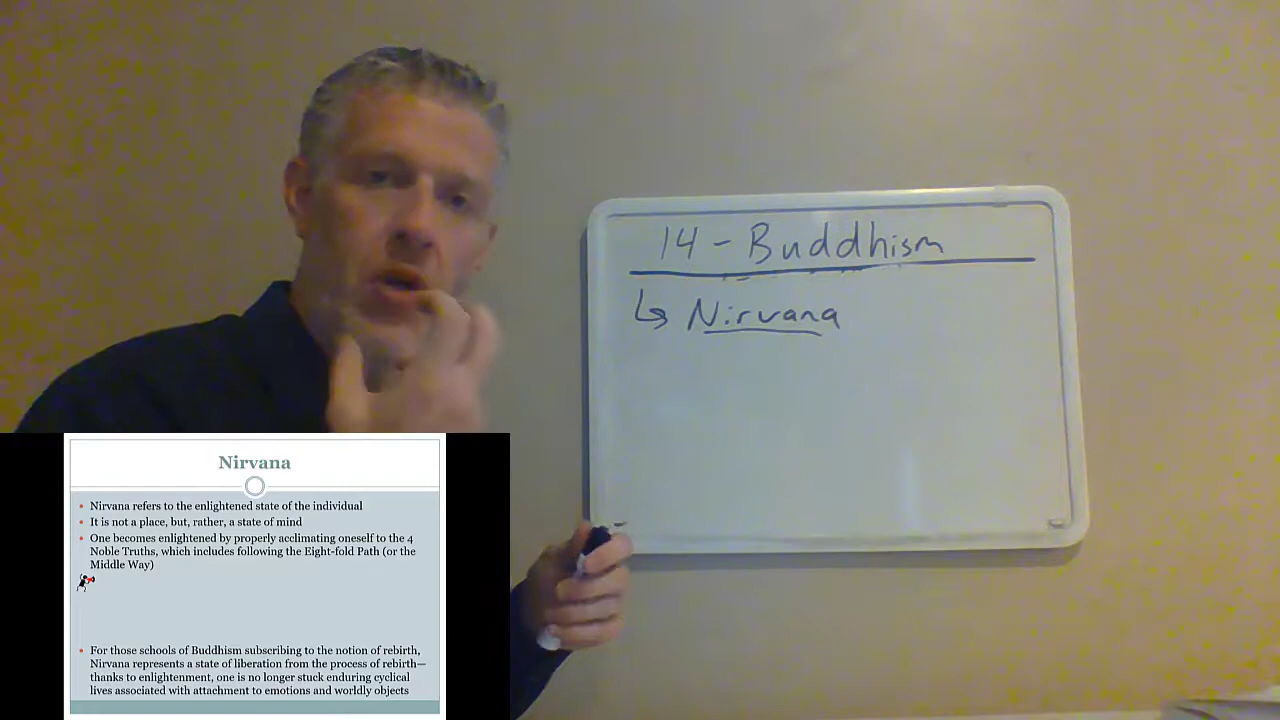 14 - Buddhism
↳ Nirvana
Nirvana
• Nirvana refers to the enlightened state of the individual
• It is not a place, but, rather, a state of mind
• One becomes enlightened by properly acclimating oneself to the 4
Noble Truths, which includes following the Eight-fold Path (or the
Middle Way)
• For those schools of Buddhism subscribing to the notion of rebirth,
Nirvana represents a state of liberation from the process of rebirth—
thanks to enlightenment, one is no longer stuck enduring cyclical
lives associated with attachment to emotions and worldly objects